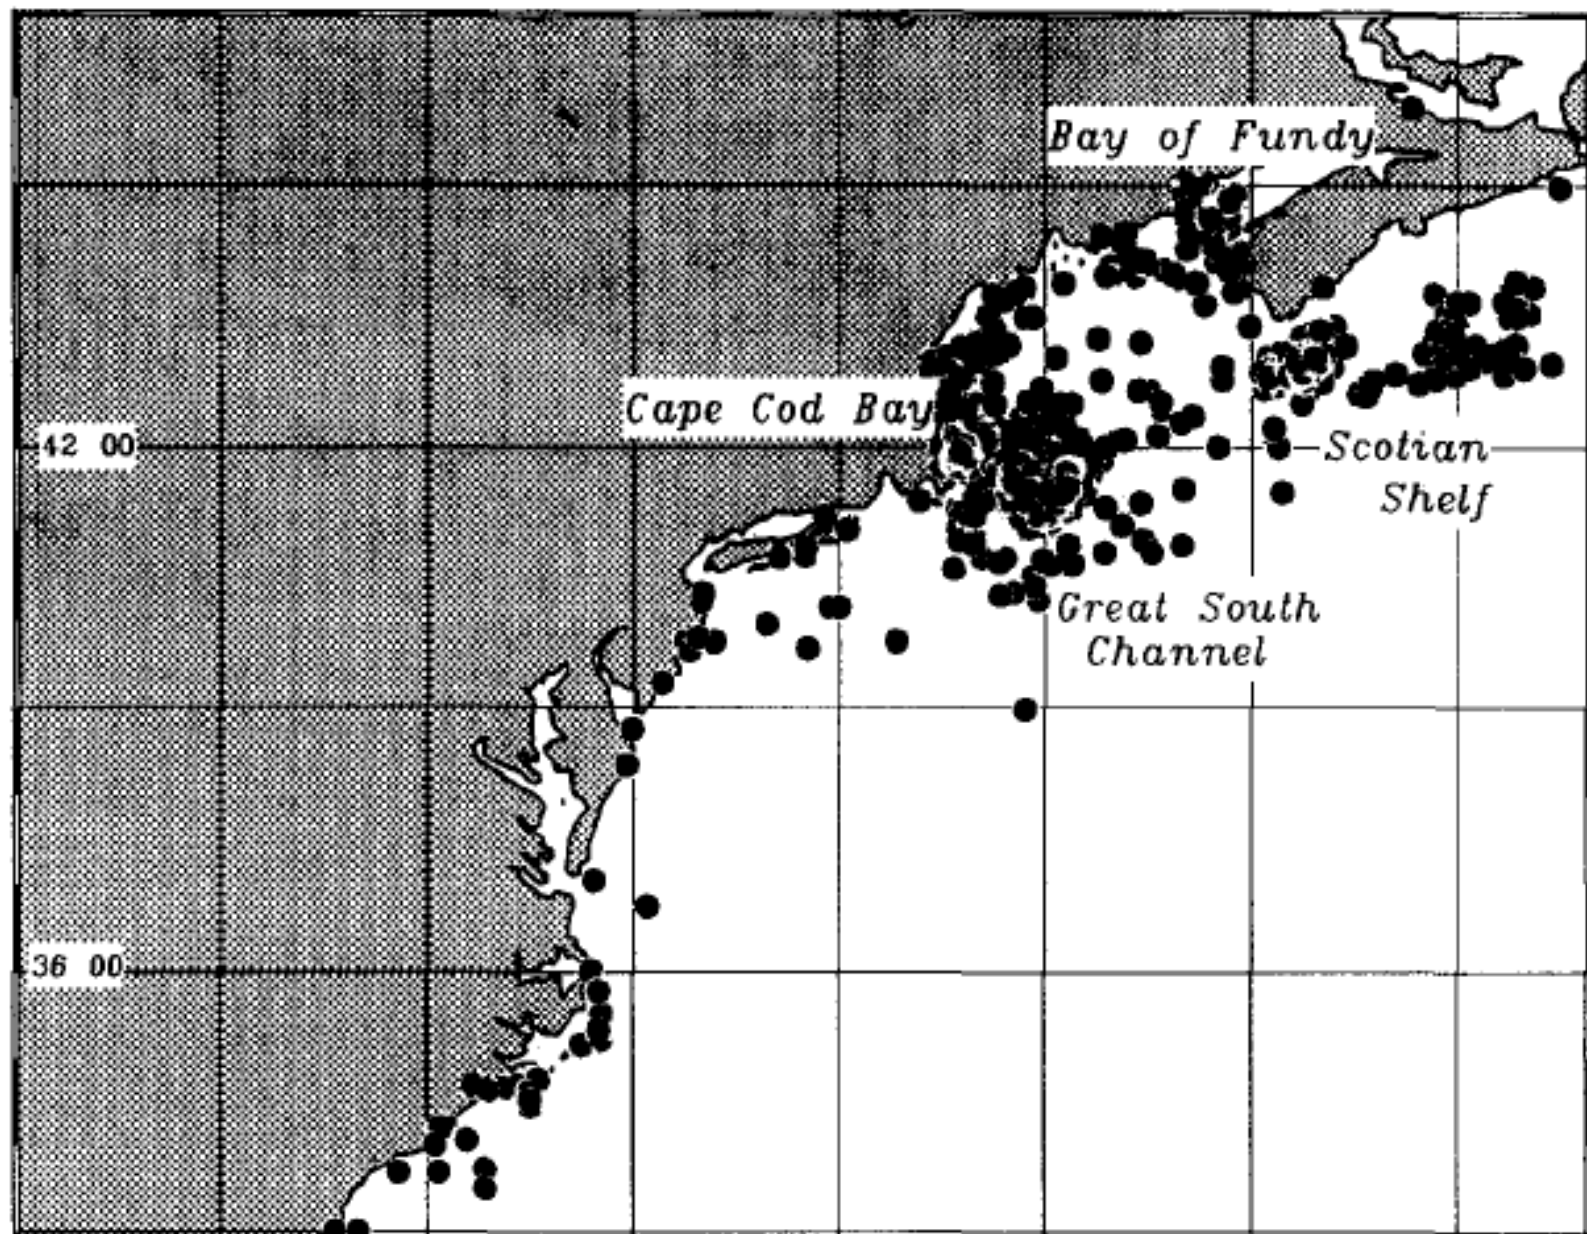 Bay of Fundy
Cape Cod Bay
42 00
Scotian
Shelf
Great South
Channel
36 00